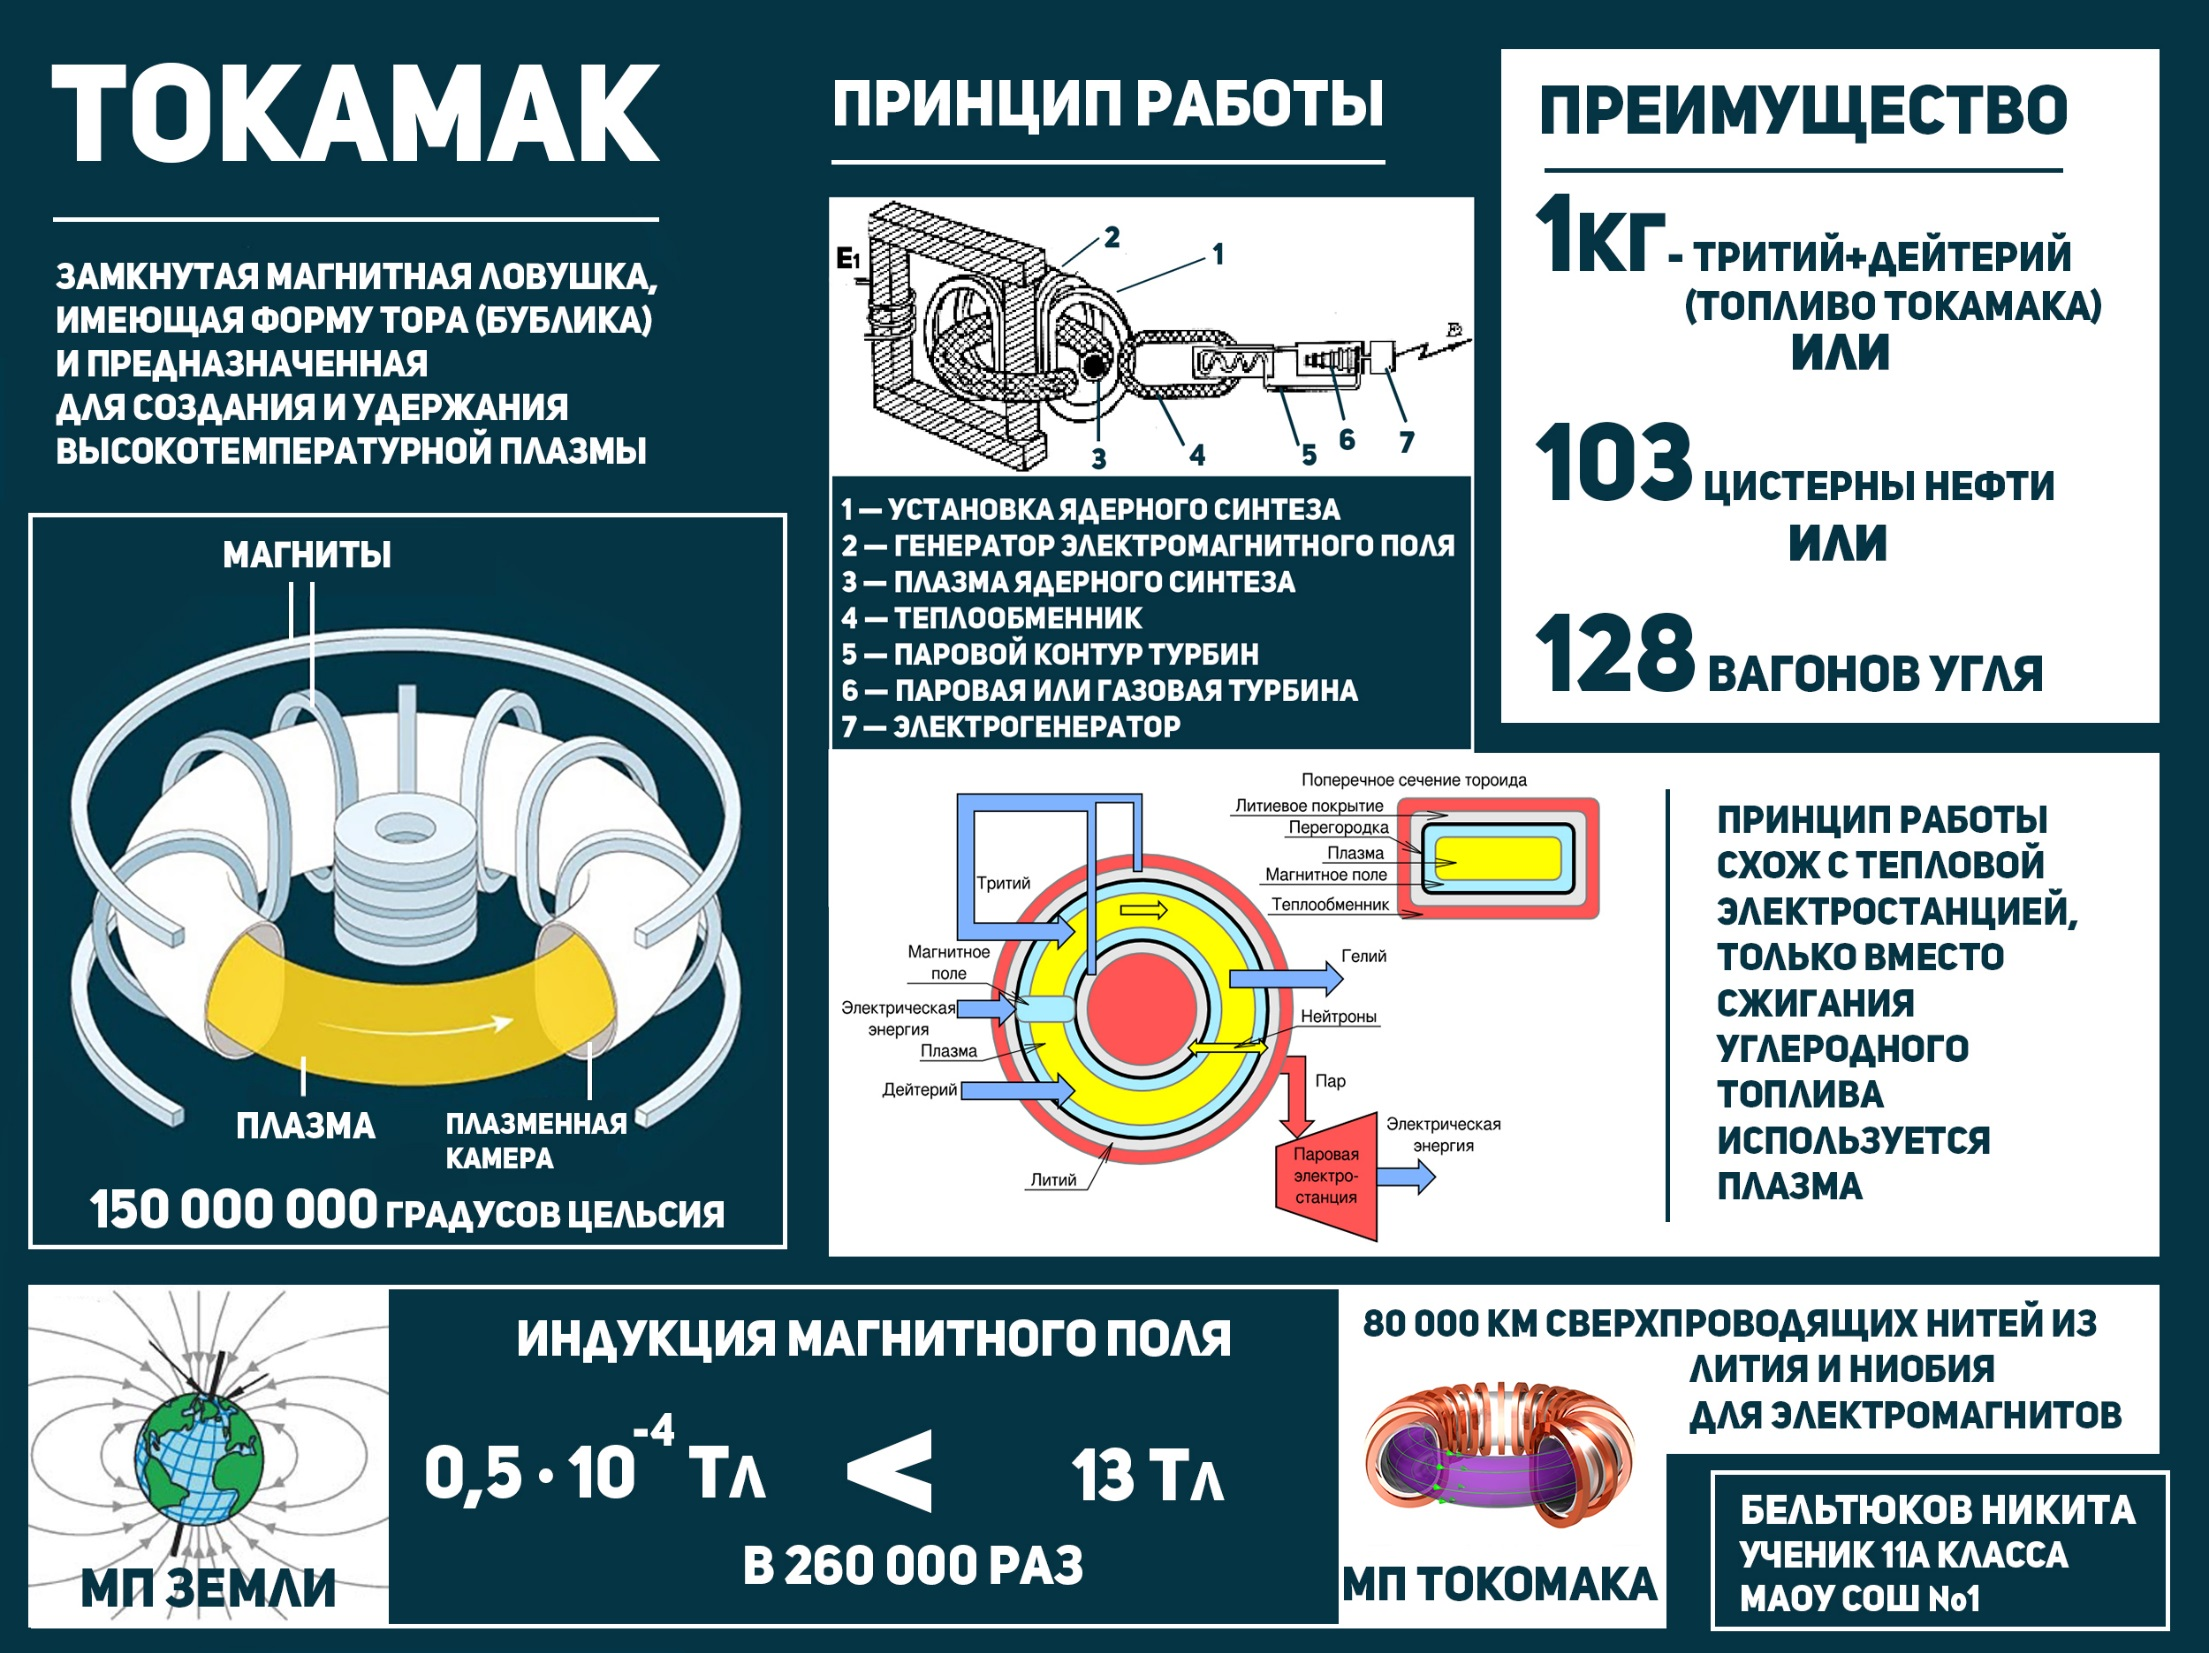 ТОКАМАК
ЗАМКНУТАЯ МАГНИТНАЯ ЛОВУШКА,
ИМЕЮЩАЯ ФОРМУ ТОРА (БУБЛИКА)
И ПРЕДНАЗНАЧЕННАЯ
ДЛЯ СОЗДАНИЯ И УДЕРЖАНИЯ
ВЫСОКОТЕМПЕРАТУРНОЙ ПЛАЗМЫ
МАГНИТЫ
ПЛАЗМА
ПЛАЗМЕННАЯ
КАМЕРА
150 000 000 ГРАДУСОВ ЦЕЛЬСИЯ
ПРИНЦИП РАБОТЫ
E1
2
1
E2
3
4
5
6
7
1 — УСТАНОВКА ЯДЕРНОГО СИНТЕЗА
2 — ГЕНЕРАТОР ЭЛЕКТРОМАГНИТНОГО ПОЛЯ
3 — ПЛАЗМА ЯДЕРНОГО СИНТЕЗА
4 — ТЕПЛООБМЕННИК
5 — ПАРОВОЙ КОНТУР ТУРБИН
6 — ПАРОВАЯ ИЛИ ГАЗОВАЯ ТУРБИНА
7 — ЭЛЕКТРОГЕНЕРАТОР
ПРЕИМУЩЕСТВО
1КГ - ТРИТИЙ+ДЕЙТЕРИЙ
(ТОПЛИВО ТОКАМАКА)
ИЛИ
103 ЦИСТЕРНЫ НЕФТИ
ИЛИ
128 ВАГОНОВ УГЛЯ
Поперечное сечение тороида
Литиевое покрытие
Перегородка
Плазма
Магнитное поле
Теплообменник
Тритий
Магнитное
поле
Электрическая
энергия
Плазма
Дейтерий
Литий
Гелий
Нейтроны
Пар
Паровая
электро-
станция
Электрическая
энергия
ПРИНЦИП РАБОТЫ
СХОЖ С ТЕПЛОВОЙ
ЭЛЕКТРОСТАНЦИЕЙ,
ТОЛЬКО ВМЕСТО
СЖИГАНИЯ
УГЛЕРОДНОГО
ТОПЛИВА
ИСПОЛЬЗУЕТСЯ
ПЛАЗМА
МП ЗЕМЛИ
ИНДУКЦИЯ МАГНИТНОГО ПОЛЯ
0,5 · 10⁻⁴ Тл < 13 Тл
В 260 000 РАЗ
80 000 КМ СВЕРХПРОВОДЯЩИХ НИТЕЙ ИЗ
ЛИТИЯ И НИОБИЯ
ДЛЯ ЭЛЕКТРОМАГНИТОВ
МП ТОКОМАКА
БЕЛЬТЮКОВ НИКИТА
УЧЕНИК 11А КЛАССА
МАОУ СОШ №1